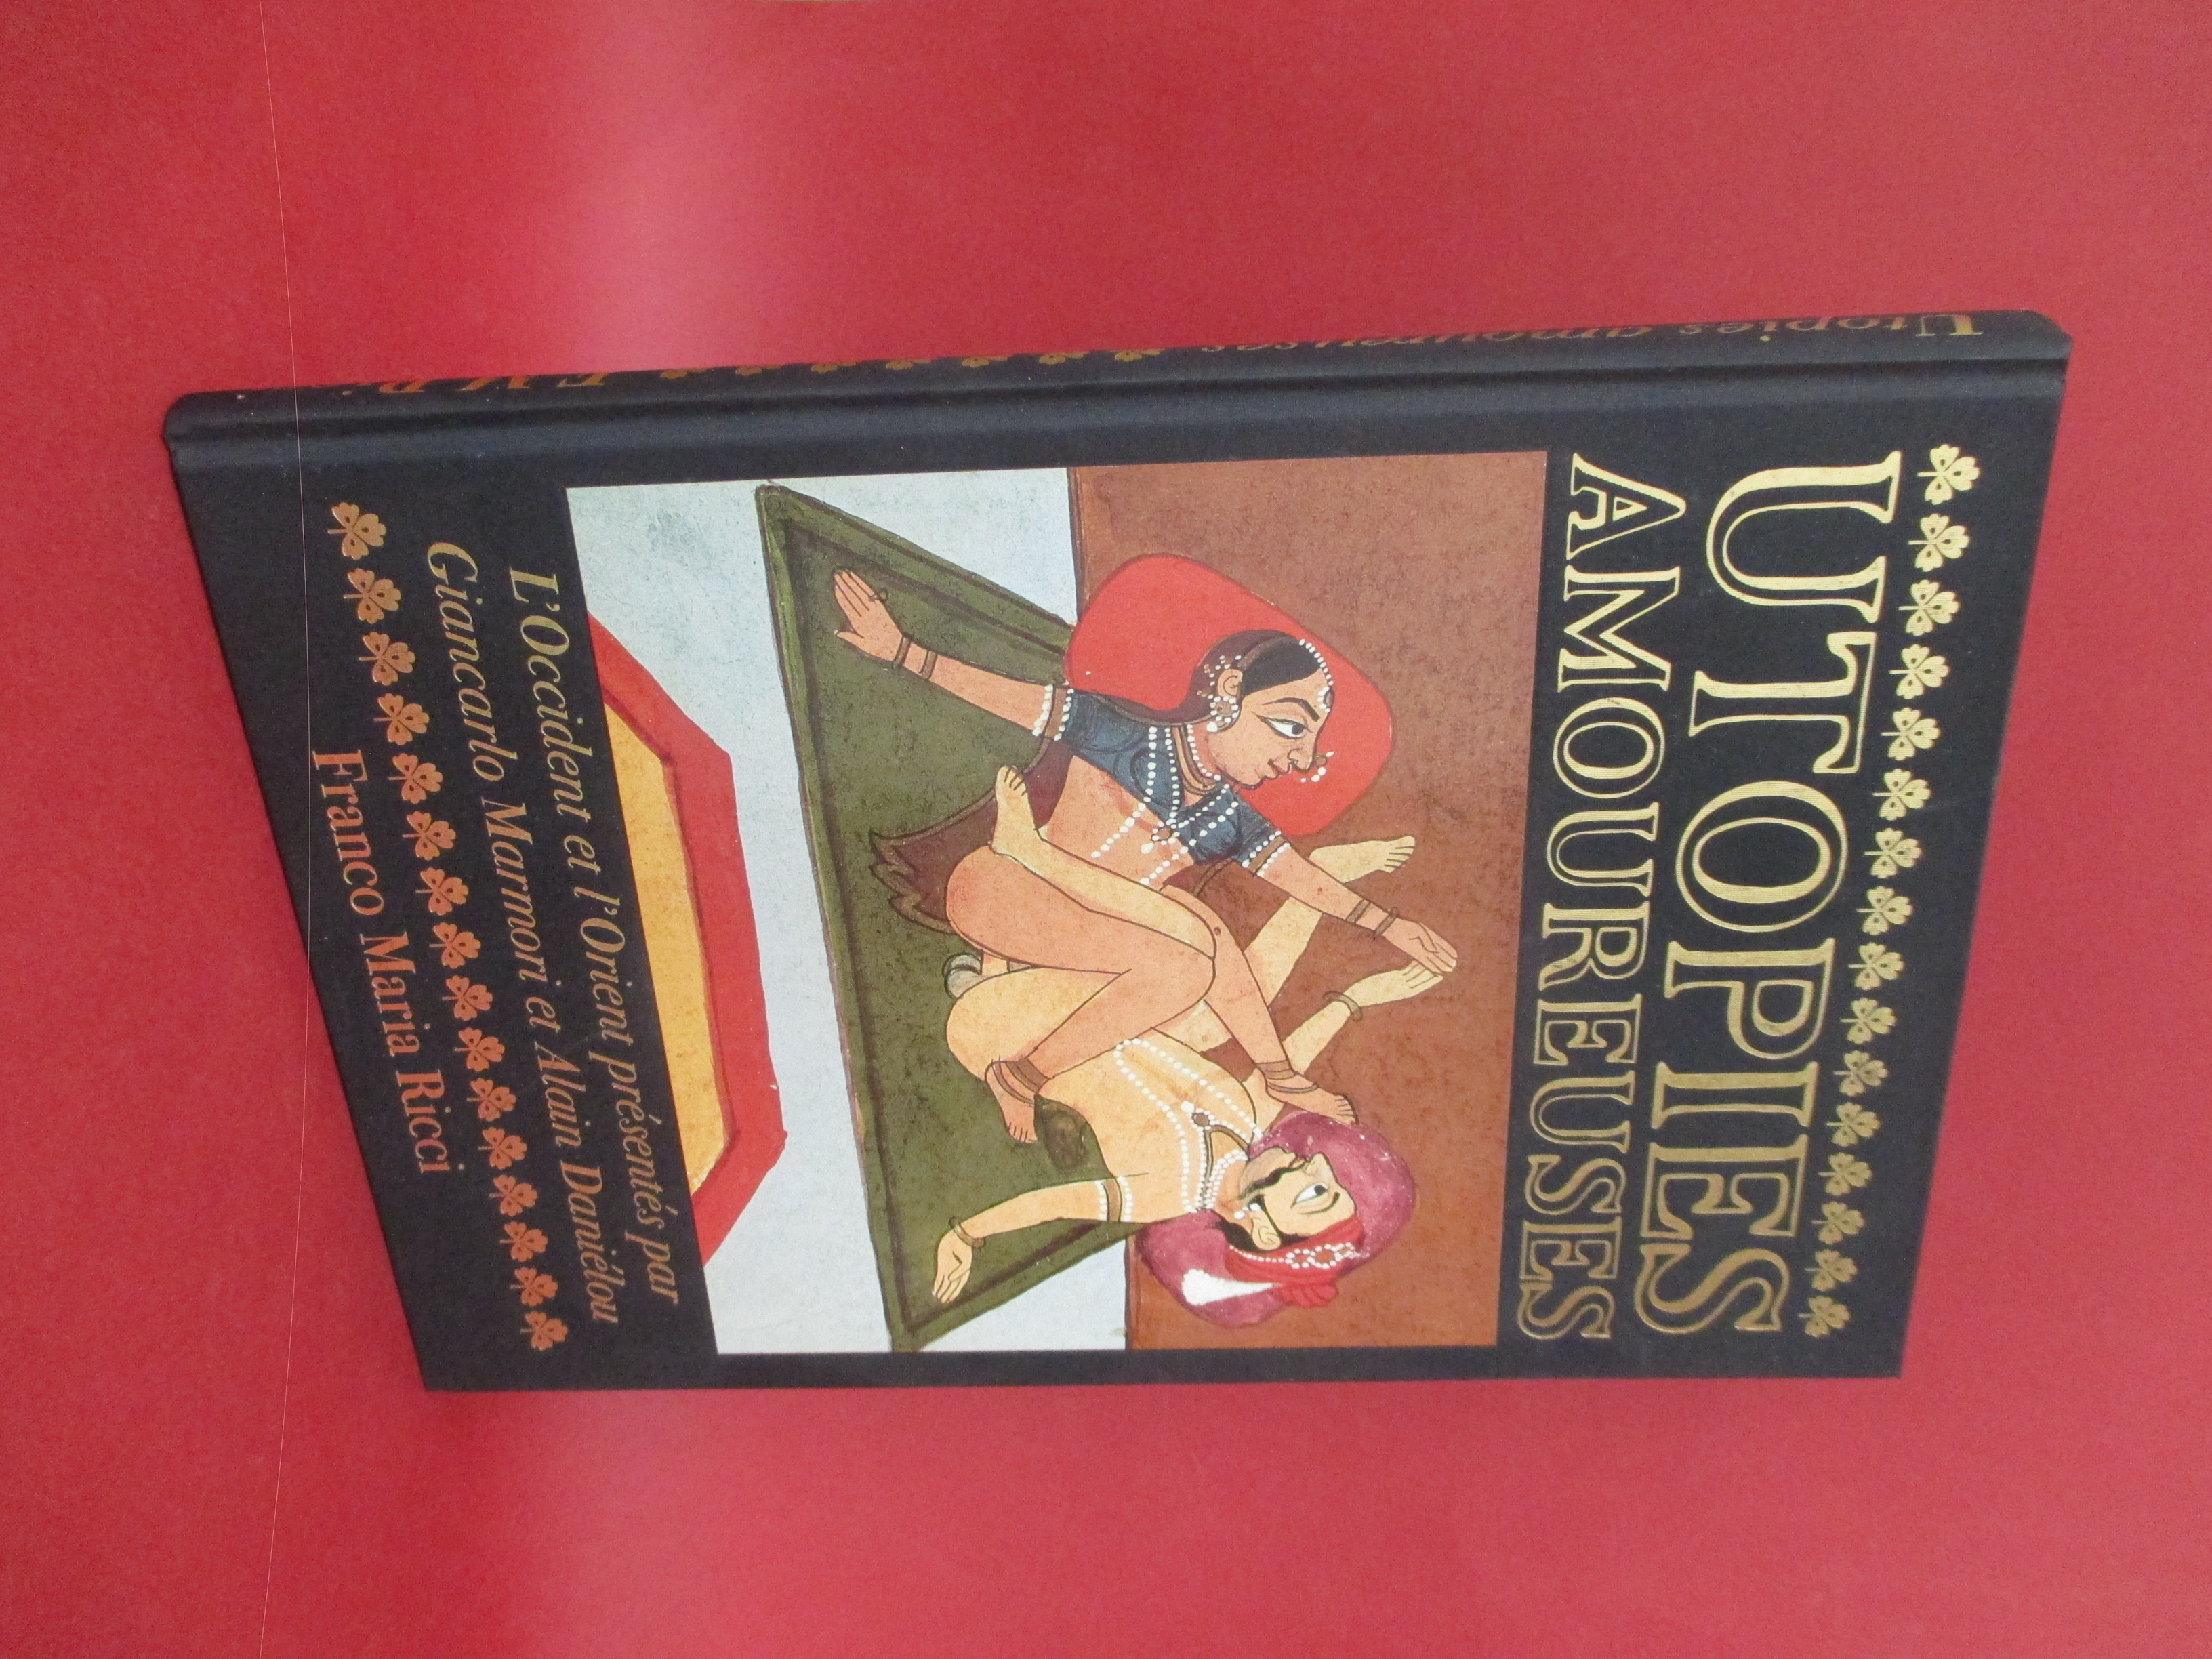 UTOPIES
AMOUREUSES
L'Occident et l'Orient présentés par
Giancarlo Marmori et Alain Daniélou
Franco Maria Ricci
Utopies amoureuses